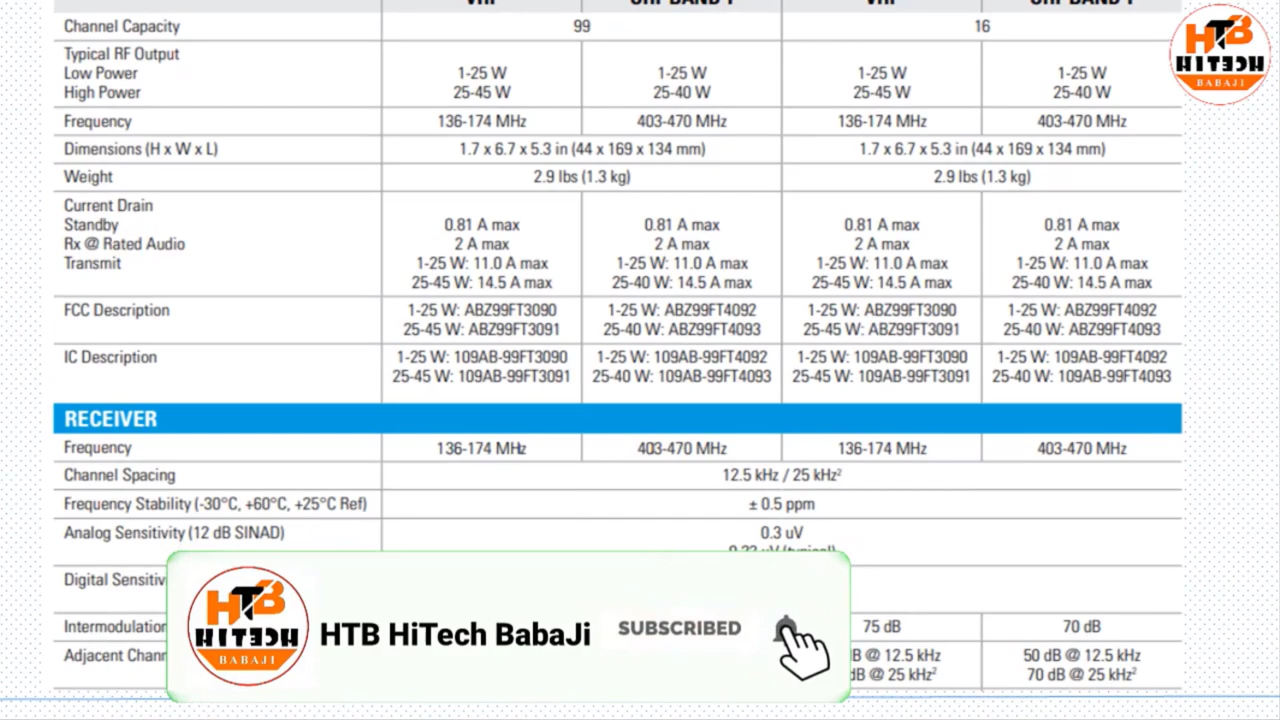 Channel Capacity 99 16
Typical RF Output
Low Power 1-25 W 1-25 W 1-25 W 1-25 W
High Power 25-45 W 25-40 W 25-45 W 25-40 W
Frequency 136-174 MHz 403-470 MHz 136-174 MHz 403-470 MHz
Dimensions (H x W x L) 1.7 x 6.7 x 5.3 in (44 x 169 x 134 mm) 1.7 x 6.7 x 5.3 in (44 x 169 x 134 mm)
Weight 2.9 lbs (1.3 kg) 2.9 lbs (1.3 kg)
Current Drain
Standby 0.81 A max 0.81 A max 0.81 A max 0.81 A max
Rx @ Rated Audio 2 A max 2 A max 2 A max 2 A max
Transmit 1-25 W: 11.0 A max 1-25 W: 11.0 A max 1-25 W: 11.0 A max 1-25 W: 11.0 A max
25-45 W: 14.5 A max 25-40 W: 14.5 A max 25-45 W: 14.5 A max 25-40 W: 14.5 A max
FCC Description 1-25 W: ABZ99FT3090 1-25 W: ABZ99FT4092 1-25 W: ABZ99FT3090 1-25 W: ABZ99FT4092
25-45 W: ABZ99FT3091 25-40 W: ABZ99FT4093 25-45 W: ABZ99FT3091 25-40 W: ABZ99FT4093
IC Description 1-25 W: 109AB-99FT3090 1-25 W: 109AB-99FT4092 1-25 W: 109AB-99FT3090 1-25 W: 109AB-99FT4092
25-45 W: 109AB-99FT3091 25-40 W: 109AB-99FT4093 25-45 W: 109AB-99FT3091 25-40 W: 109AB-99FT4093
RECEIVER
Frequency 136-174 MHz 403-470 MHz 136-174 MHz 403-470 MHz
Channel Spacing 12.5 kHz / 25 kHz²
Frequency Stability (-30°C, +60°C, +25°C Ref) ± 0.5 ppm
Analog Sensitivity (12 dB SINAD) 0.3 uV
Digital
Intermodulation 75 dB 70 dB
Adjacent @ 12.5 kHz 50 dB @ 12.5 kHz
@ 25 kHz² 70 dB @ 25 kHz²
HTB
HITECH
BABAJI
HTB
HITECH
BABAJI
HTB HiTech BabaJi SUBSCRIBED